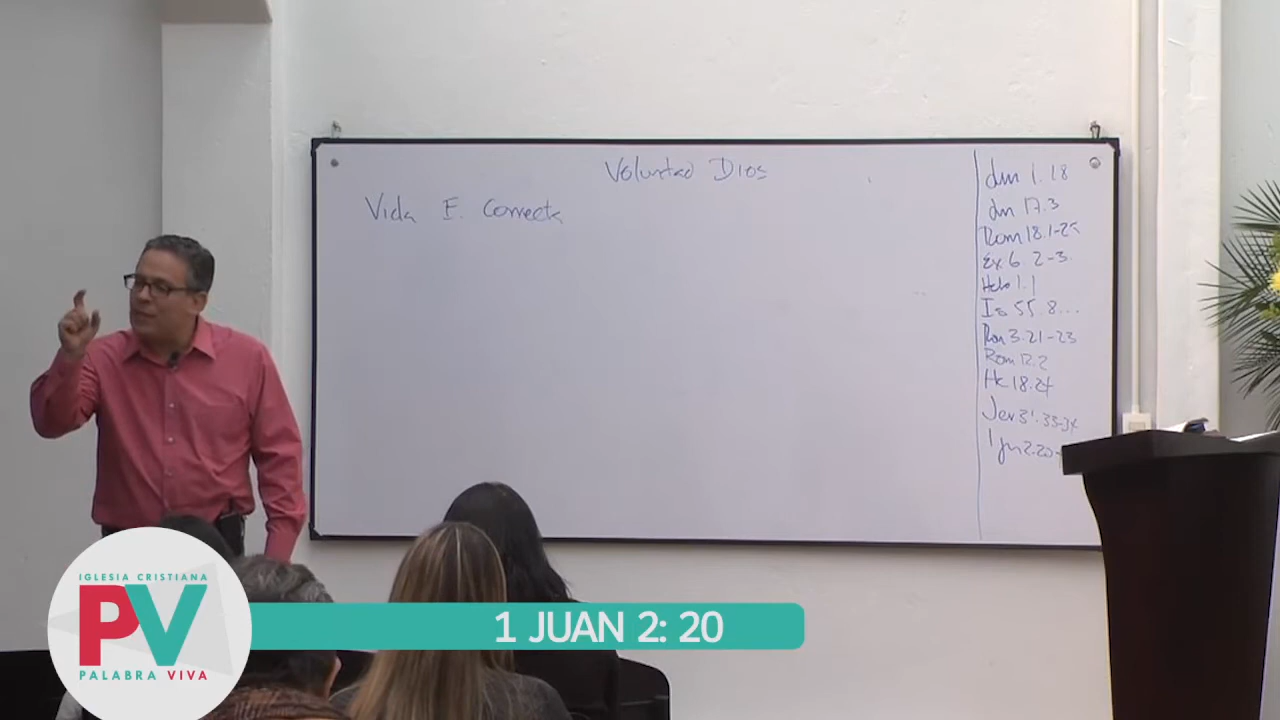 Voluntad Dios
Vida E. Correcta
Jn 1.18
Jn 17.3
Rom 18.1-25
Ex. 6. 2-3.
Heb 1.1
Is 55.8...
Rom 3.21-23
Rom 12.2
Hc 18.24
Jer 31.33-34
1 Jn 2.20-
IGLESIA CRISTIANA
PV
PALABRA VIVA
1 JUAN 2: 20